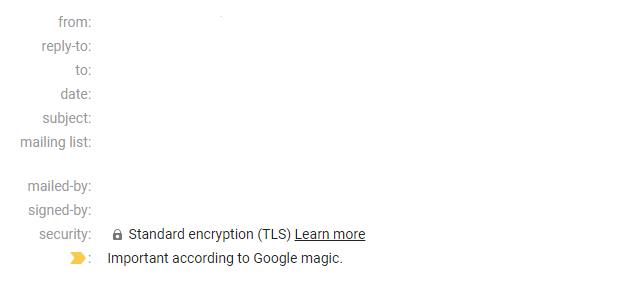 from:
reply-to:
to:
date:
subject:
mailing list:
mailed-by:
signed-by:
security: Standard encryption (TLS) Learn more
: Important according to Google magic.